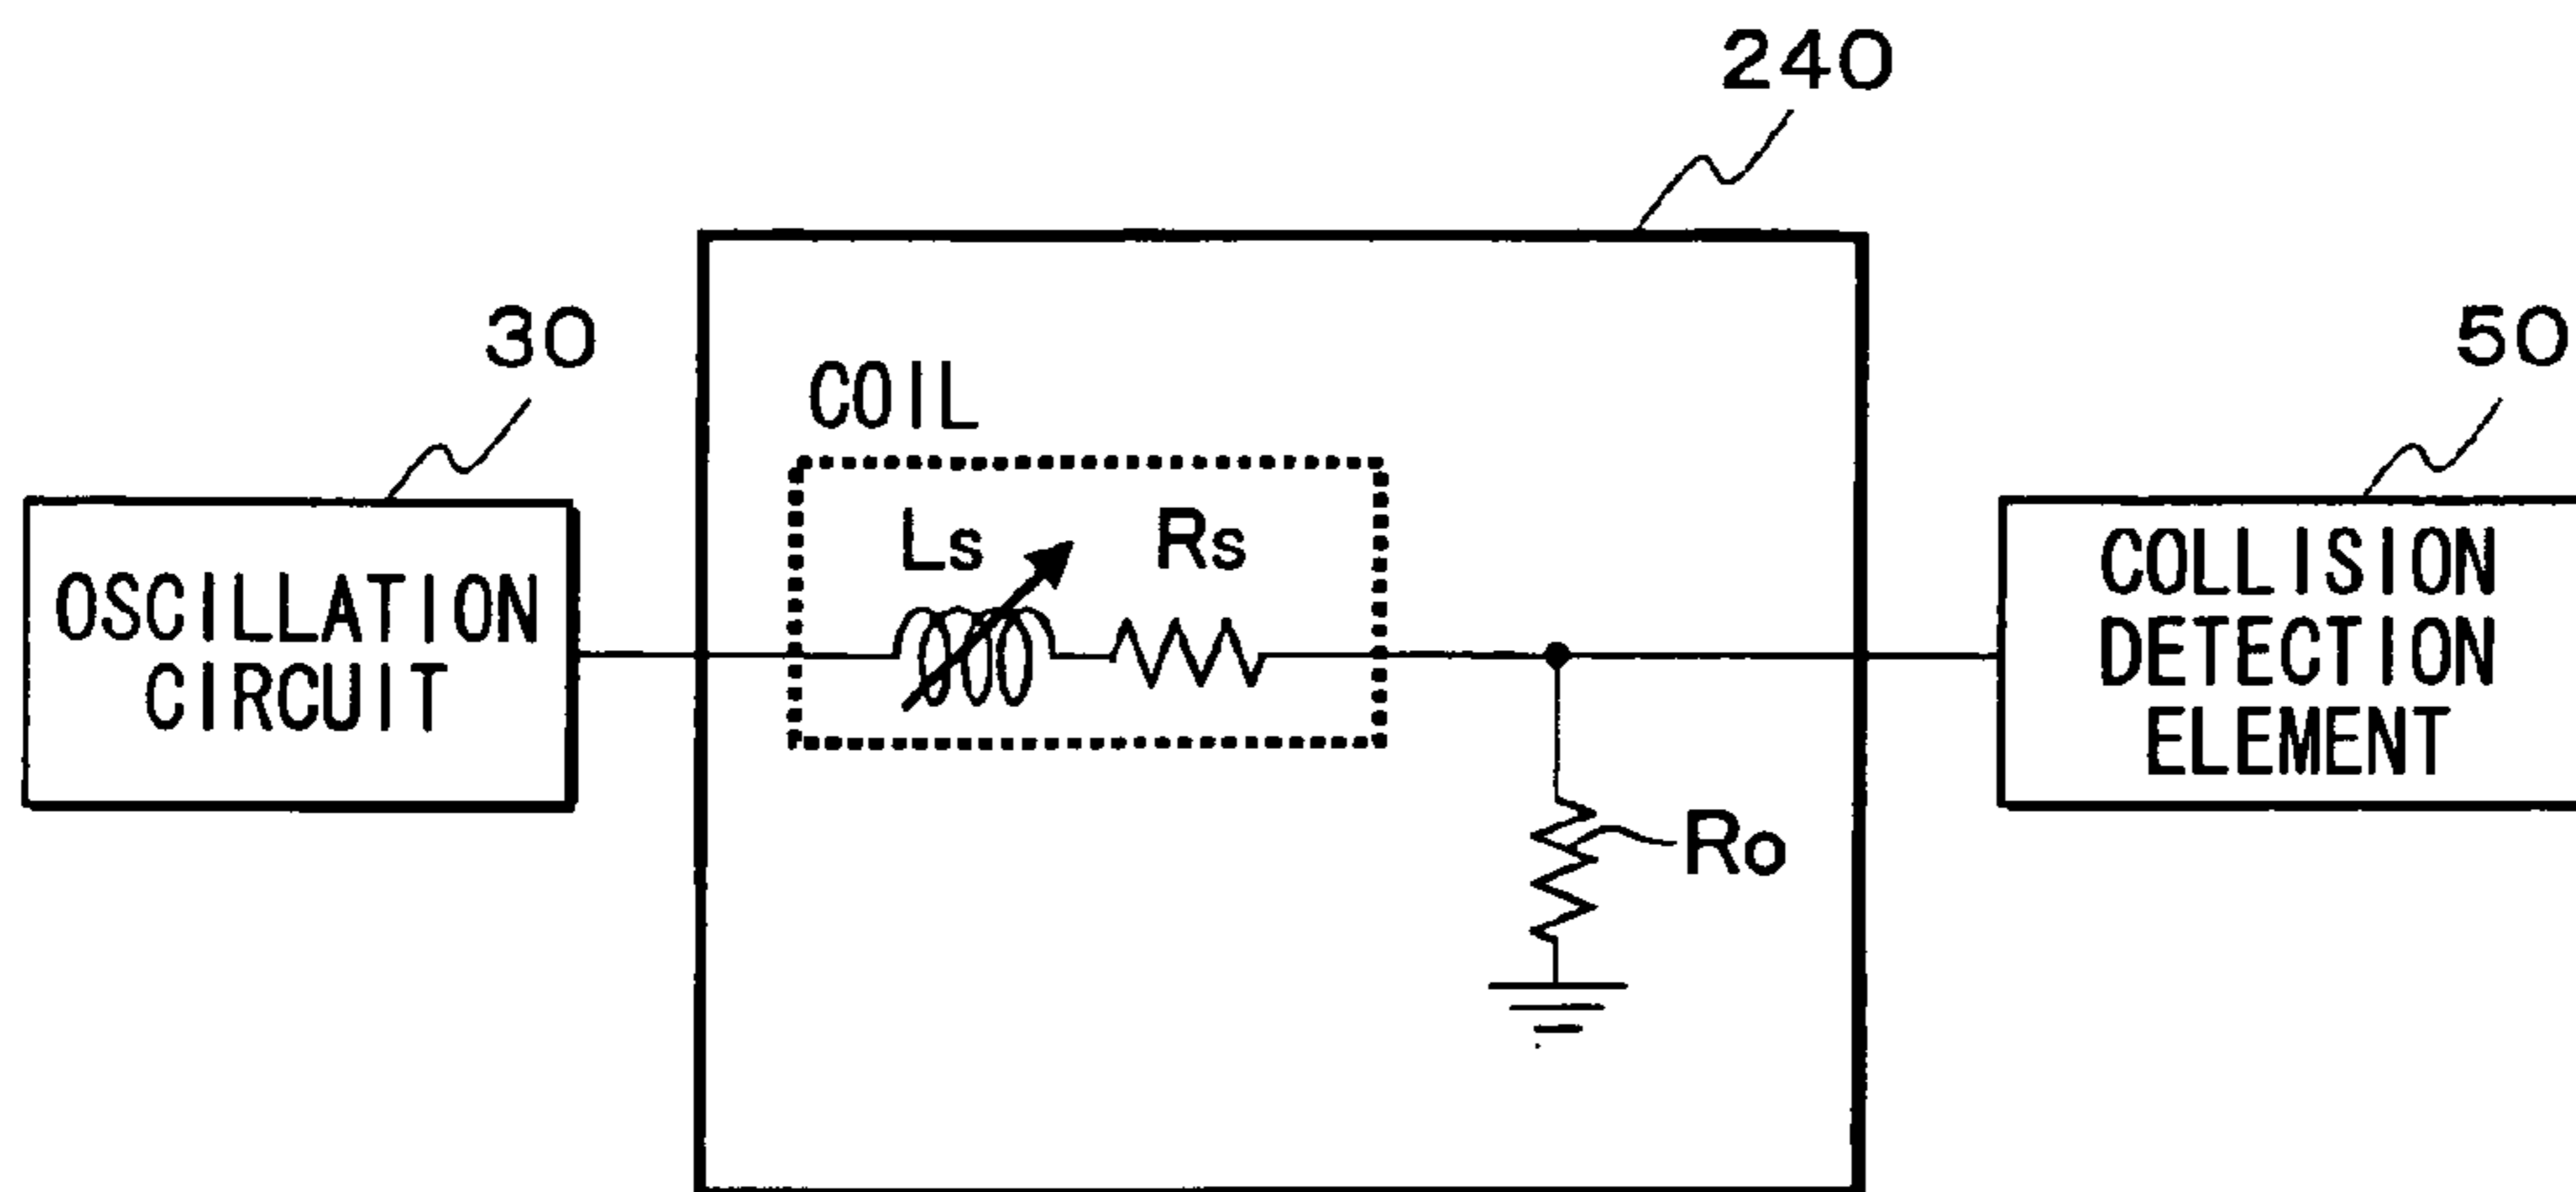 240
30
50
COIL
Ls
Rs
OSCILLATION
CIRCUIT
COLLISION
DETECTION
ELEMENT
Ro